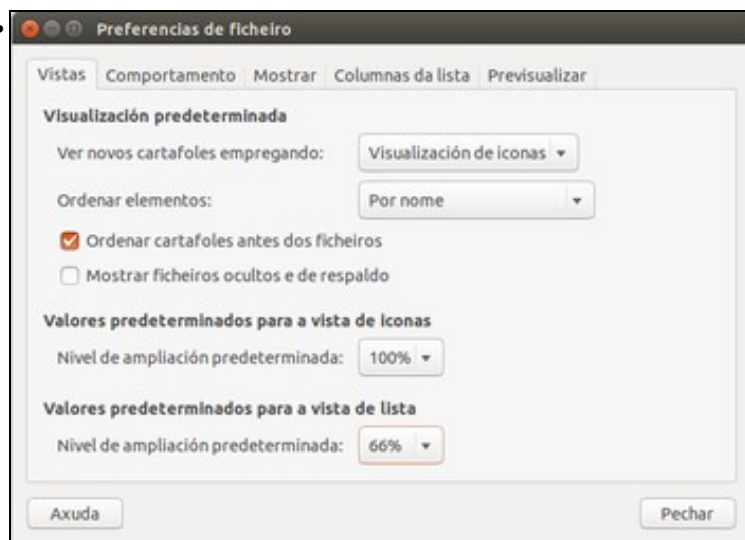 Preferencias de ficheiro
Vistas Comportamento Mostrar Columnas da lista Previsualizar
Visualización predeterminada
Ver novos cartafoles empregando: Visualización de iconas
Ordenar elementos: Por nome
Ordenar cartafoles antes dos ficheiros
Mostrar ficheiros ocultos e de respaldo
Valores predeterminados para a vista de iconas
Nivel de ampliación predeterminada: 100%
Valores predeterminados para a vista de lista
Nivel de ampliación predeterminada: 66%
Axuda Pechar